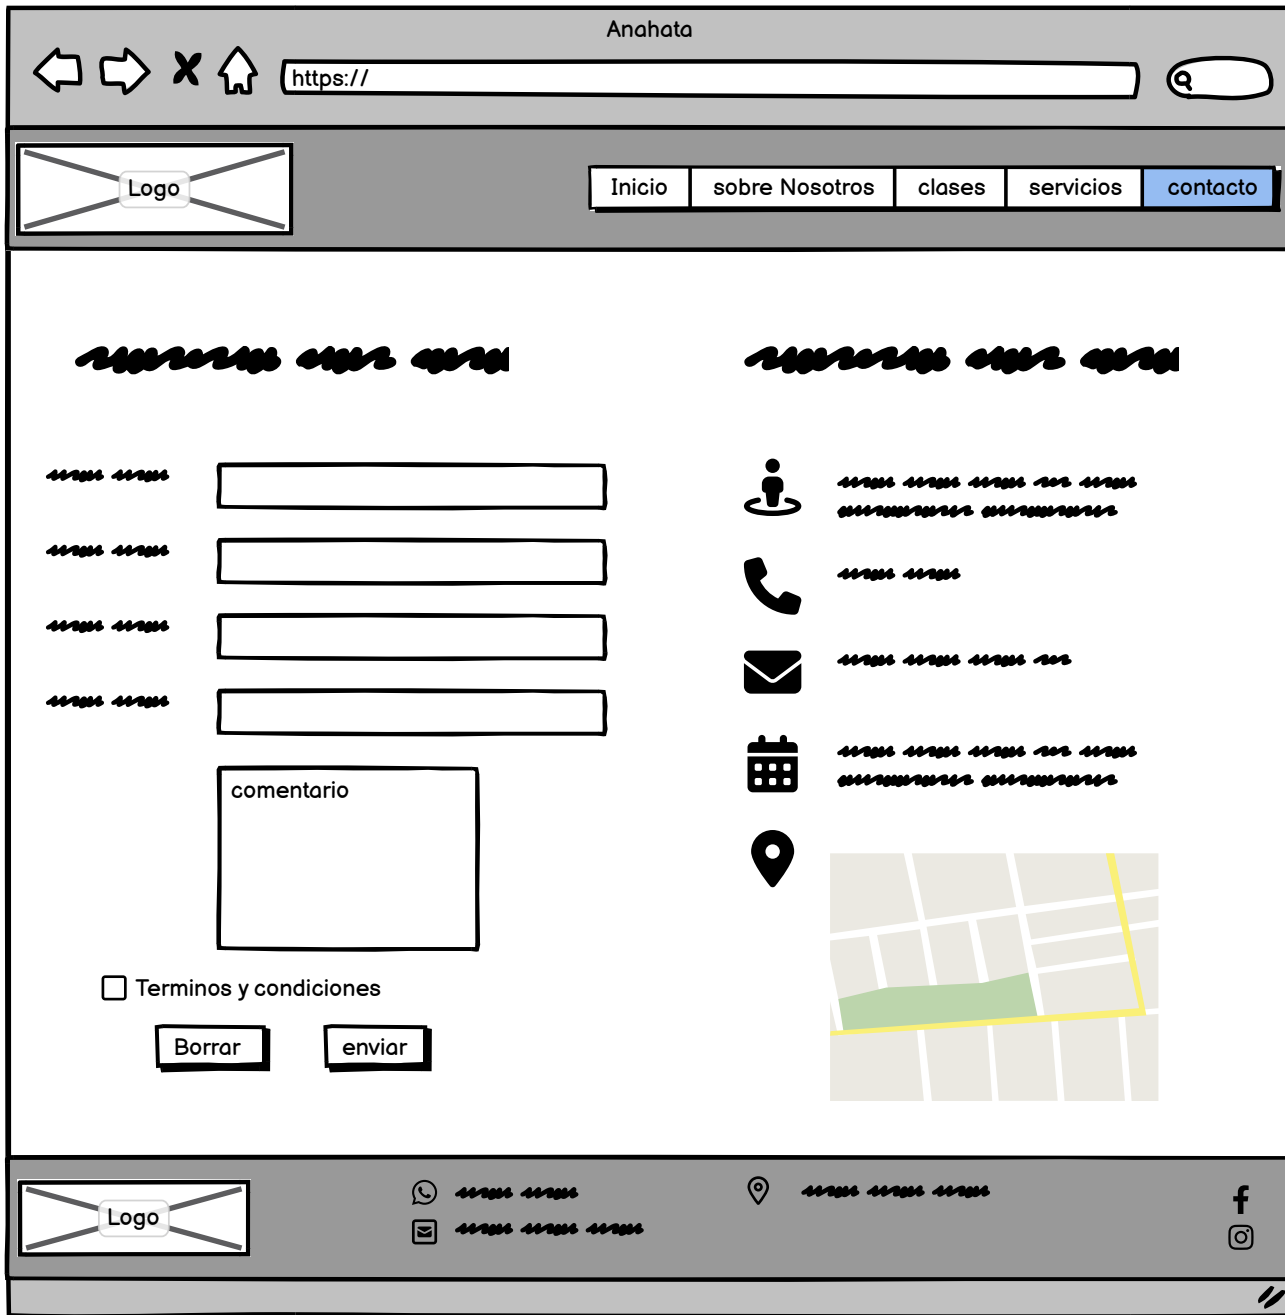 Anahata
https://
Logo
Inicio
sobre Nosotros
clases
servicios
contacto
comentario
Terminos y condiciones
Borrar
enviar
Logo